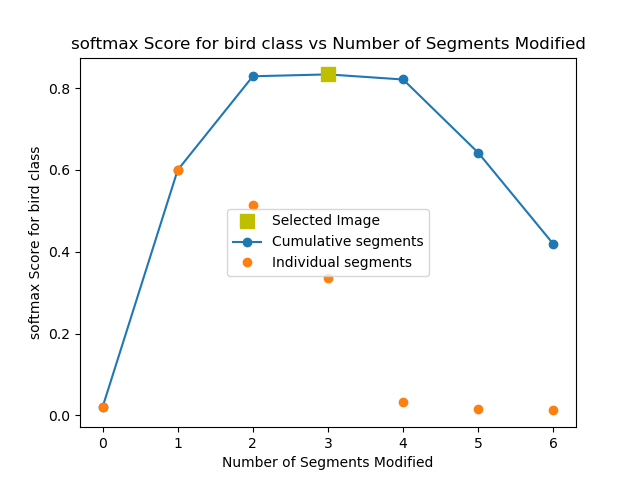 softmax Score for bird class vs Number of Segments Modified
softmax Score for bird class
0.8
0.6
0.4
0.2
0.0
Selected Image
Cumulative segments
Individual segments
0 1 2 3 4 5 6
Number of Segments Modified